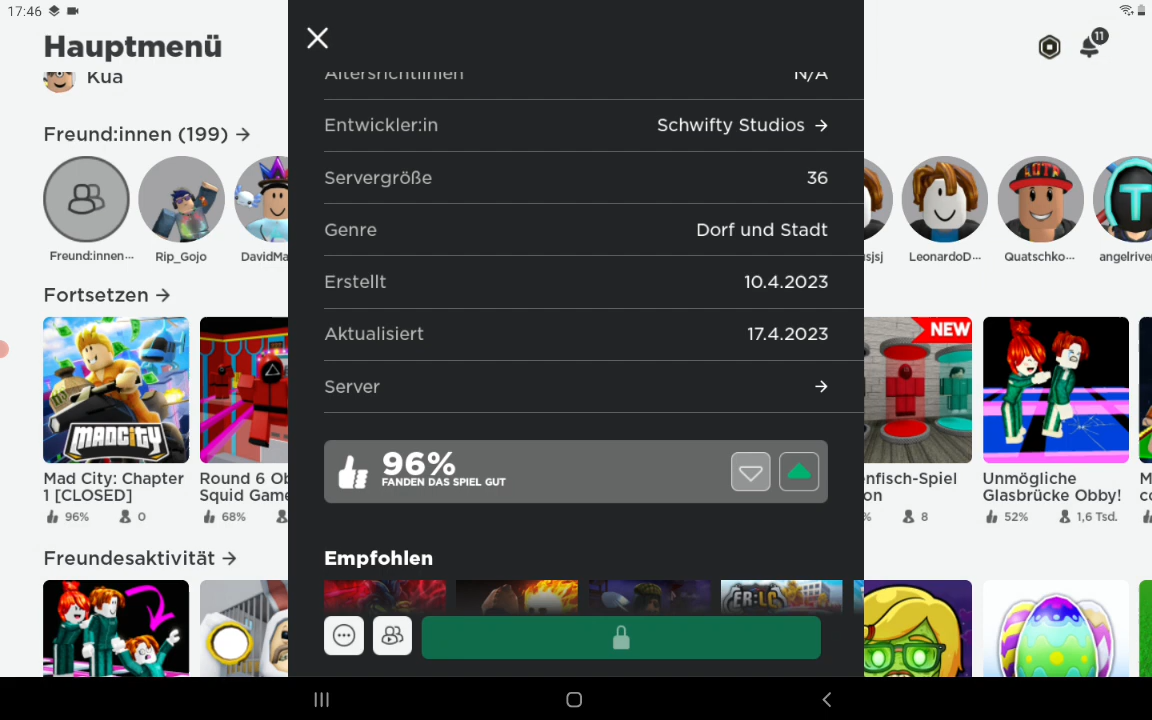 17:46
11
Hauptmenü
Kua
Freund:innen (199) →
Freund:innen...
Rip_Gojo
DavidMa
sjsj
LeonardoD...
Quatschko...
angelriver
Fortsetzen →
MADCITY
NEW
Mad City: Chapter
1 [CLOSED]
96% 0
Round 6 Ob
Squid Game
68%
enfisch-Spiel
on
% 8
Unmögliche
Glasbrücke Obby!
52% 1,6 Tsd.
Freundesaktivität →
Altersrichtlinien N/A
Entwickler:in Schwifty Studios →
Servergröße 36
Genre Dorf und Stadt
Erstellt 10.4.2023
Aktualisiert 17.4.2023
Server →
96%
FANDEN DAS SPIEL GUT
Empfohlen
ER:LC